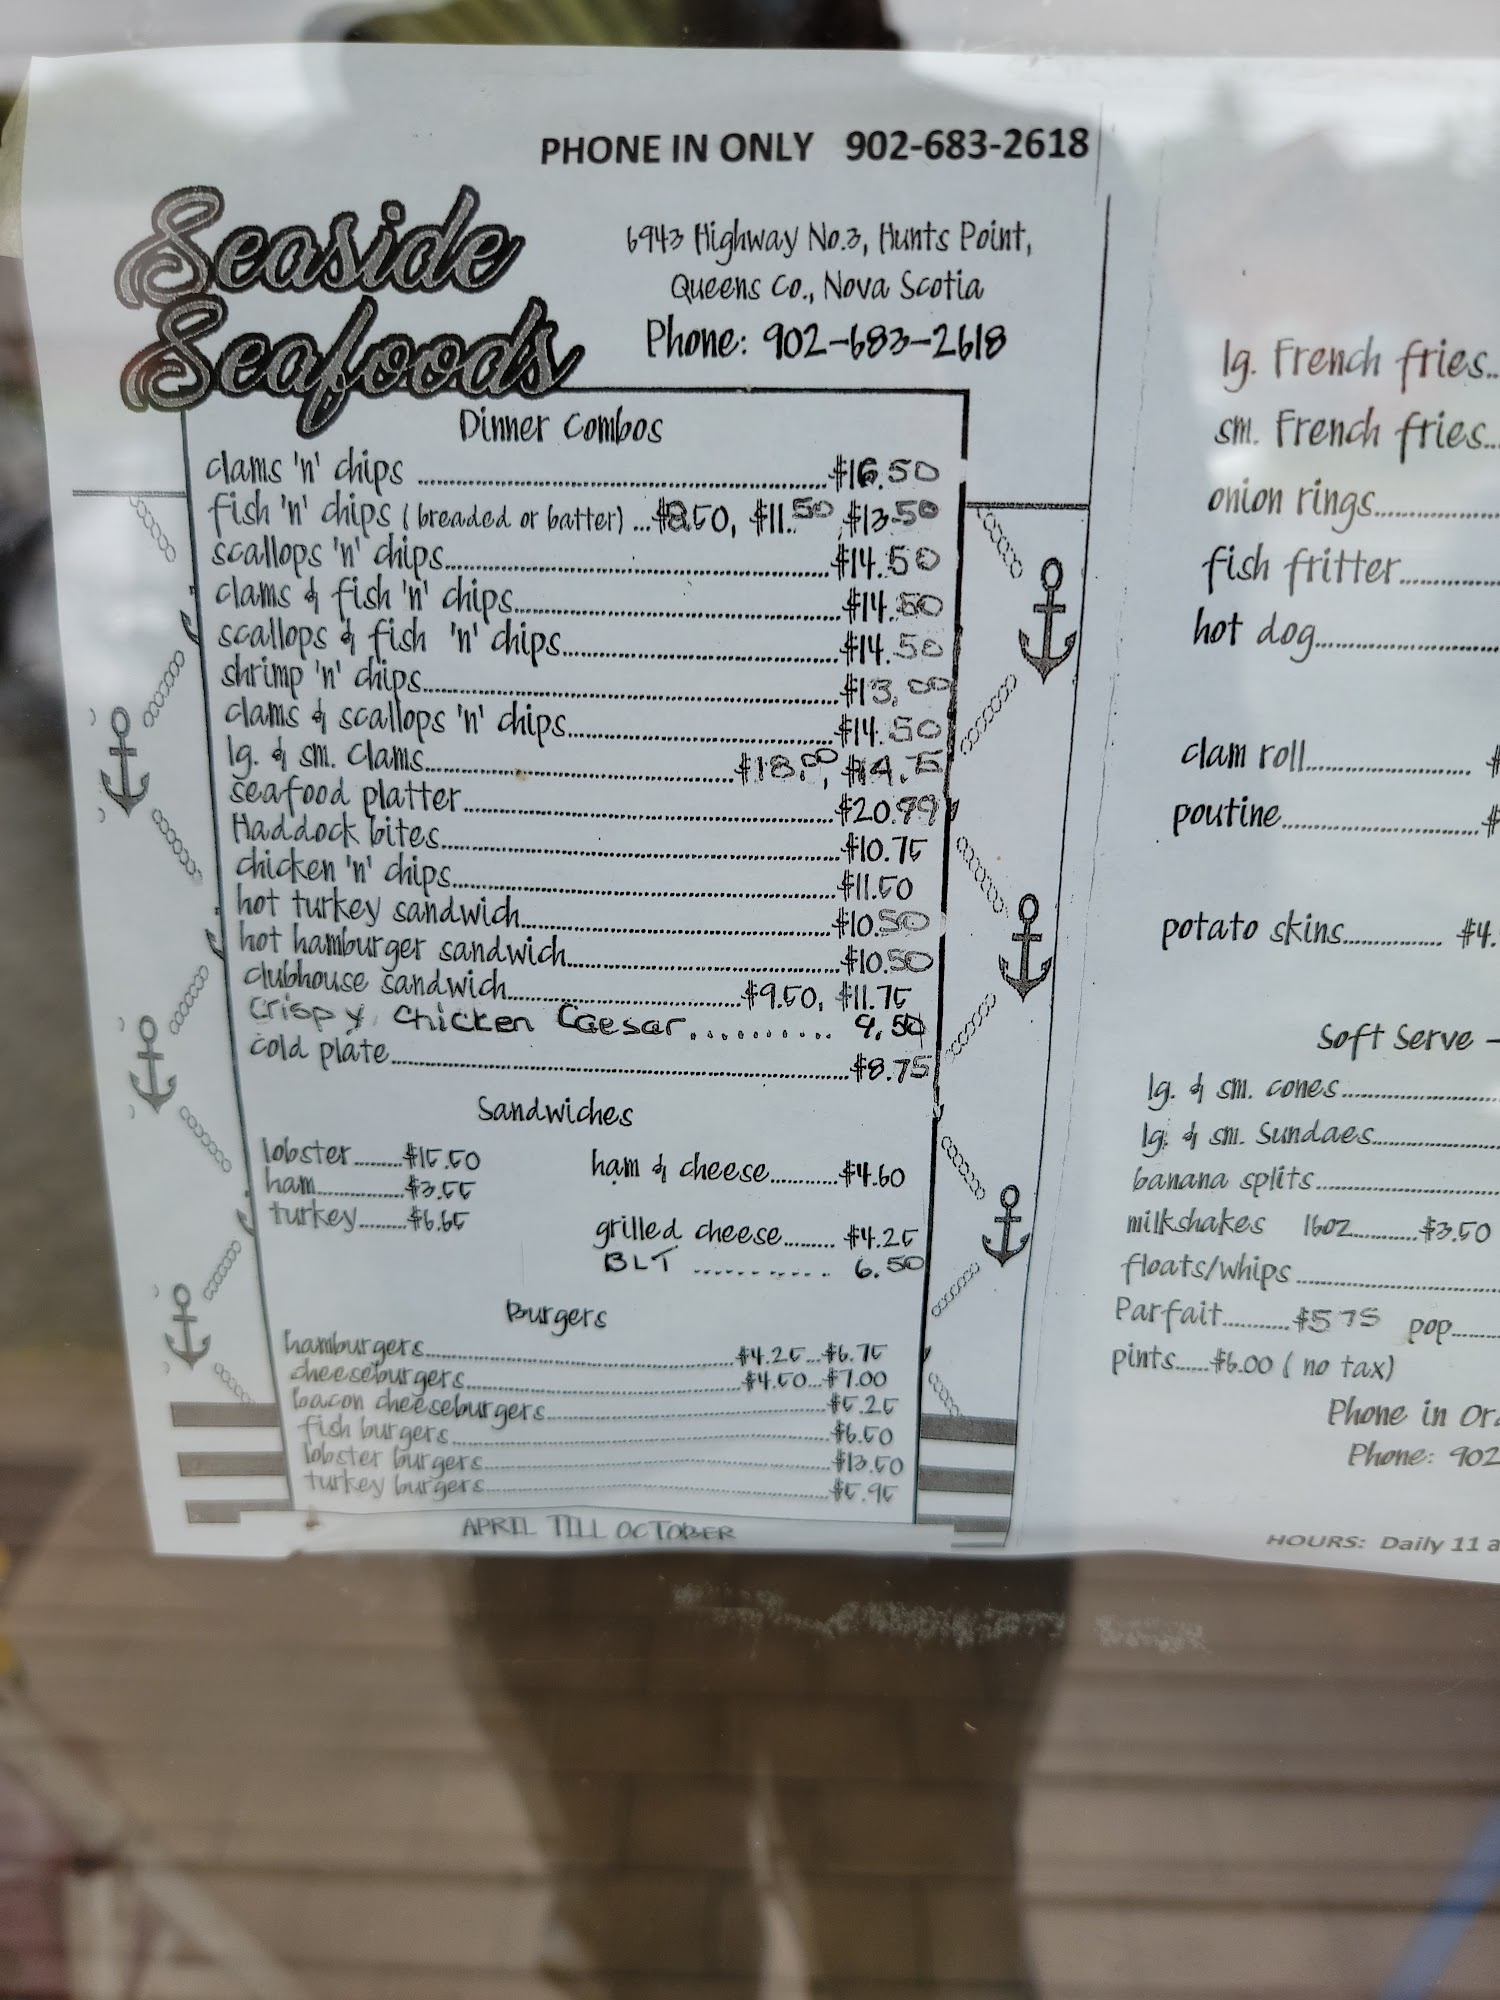 PHONE IN ONLY 902-683-2618
Seaside
Seafoods
6943 Highway No.3, Hunts Point,
Queens Co., Nova Scotia
Phone: 902-683-2618
Dinner Combos
clams 'n' chips ........ $16.50
fish 'n' chips (breaded or batter) ... $8.50, $11.50 $13.50
scallops 'n' chips ........ $14.50
clams & fish 'n' chips ........ $14.50
scallops & fish 'n' chips ........ $14.50
shrimp 'n' chips ........ $13.00
clams & scallops 'n' chips ........ $14.50
lg. & sm. clams ........ $18.00, $14.75
seafood platter ........ $20.99
Haddock bites ........ $10.75
chicken 'n' chips ........ $11.50
hot turkey sandwich ........ $10.50
hot hamburger sandwich ........ $10.50
clubhouse sandwich ........ $9.50, $11.75
Crispy Chicken Caesar ........ 9.50
cold plate ........ $8.75
Sandwiches
lobster ........ $15.50
ham ........ $3.55
turkey ........ $6.65
ham & cheese ........ $4.60
grilled cheese ........ $4.25
BLT ........ 6.50
Burgers
hamburgers ........ $4.25...$6.75
cheeseburgers ........ $4.50...$7.00
bacon cheeseburgers ........ $5.25
fish burgers ........ $6.50
lobster burgers ........ $13.50
turkey burgers ........ $5.95
APRIL TILL OCTOBER
lg. French fries...
sm. French fries...
onion rings ........
fish fritter ........
hot dog ........
clam roll ........ $
poutine ........ $
potato skins ........ $4.
Soft Serve -
lg. & sm. cones ........
lg. & sm. Sundaes ........
banana splits ........
milkshakes 16oz ........ $3.50
floats/whips ........
Parfait ........ $5 75 pop ........
pints ...... $6.00 ( no tax)
Phone in Or
Phone: 902
HOURS: Daily 11 a